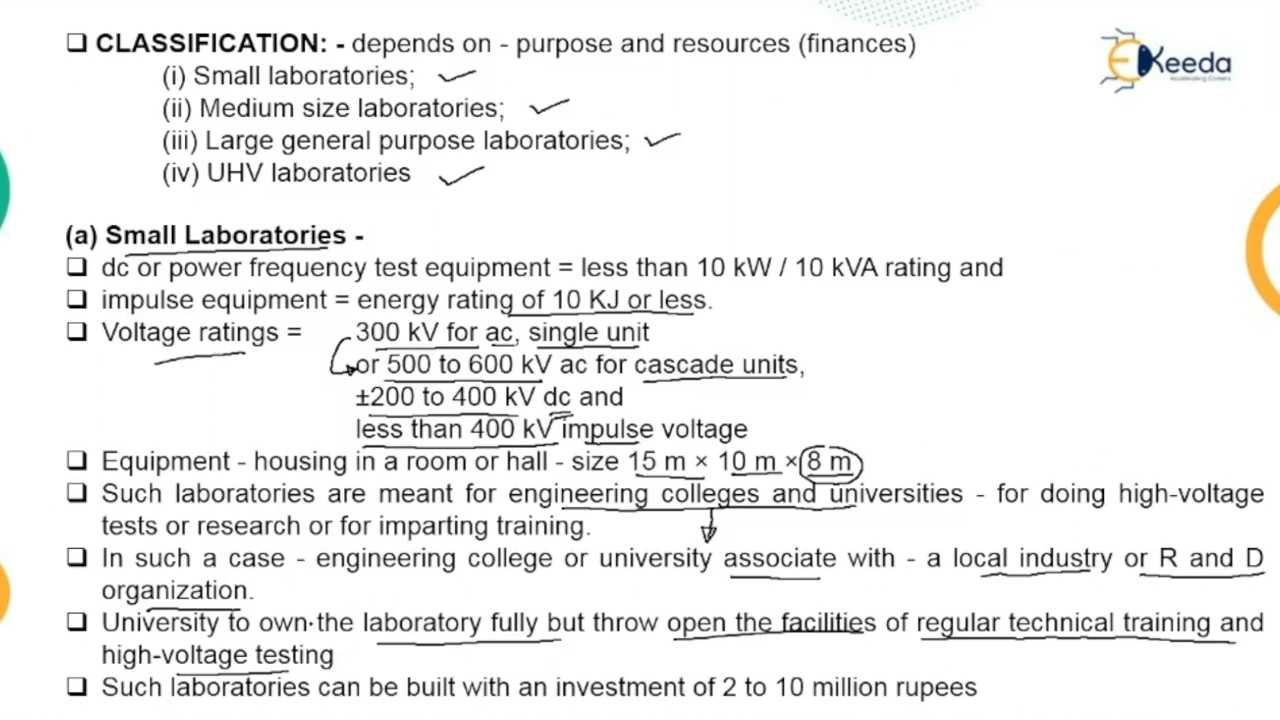 ❑ CLASSIFICATION: - depends on - purpose and resources (finances)
(i) Small laboratories;
(ii) Medium size laboratories;
(iii) Large general purpose laboratories;
(iv) UHV laboratories
EKeeda
(a) Small Laboratories -
❑ dc or power frequency test equipment = less than 10 kW / 10 kVA rating and
❑ impulse equipment = energy rating of 10 KJ or less.
❑ Voltage ratings = 300 kV for ac, single unit
or 500 to 600 kV ac for cascade units,
±200 to 400 kV dc and
less than 400 kV impulse voltage
❑ Equipment - housing in a room or hall - size 15 m × 10 m × 8 m
❑ Such laboratories are meant for engineering colleges and universities - for doing high-voltage
tests or research or for imparting training.
❑ In such a case - engineering college or university associate with - a local industry or R and D
organization.
❑ University to own the laboratory fully but throw open the facilities of regular technical training and
high-voltage testing
❑ Such laboratories can be built with an investment of 2 to 10 million rupees